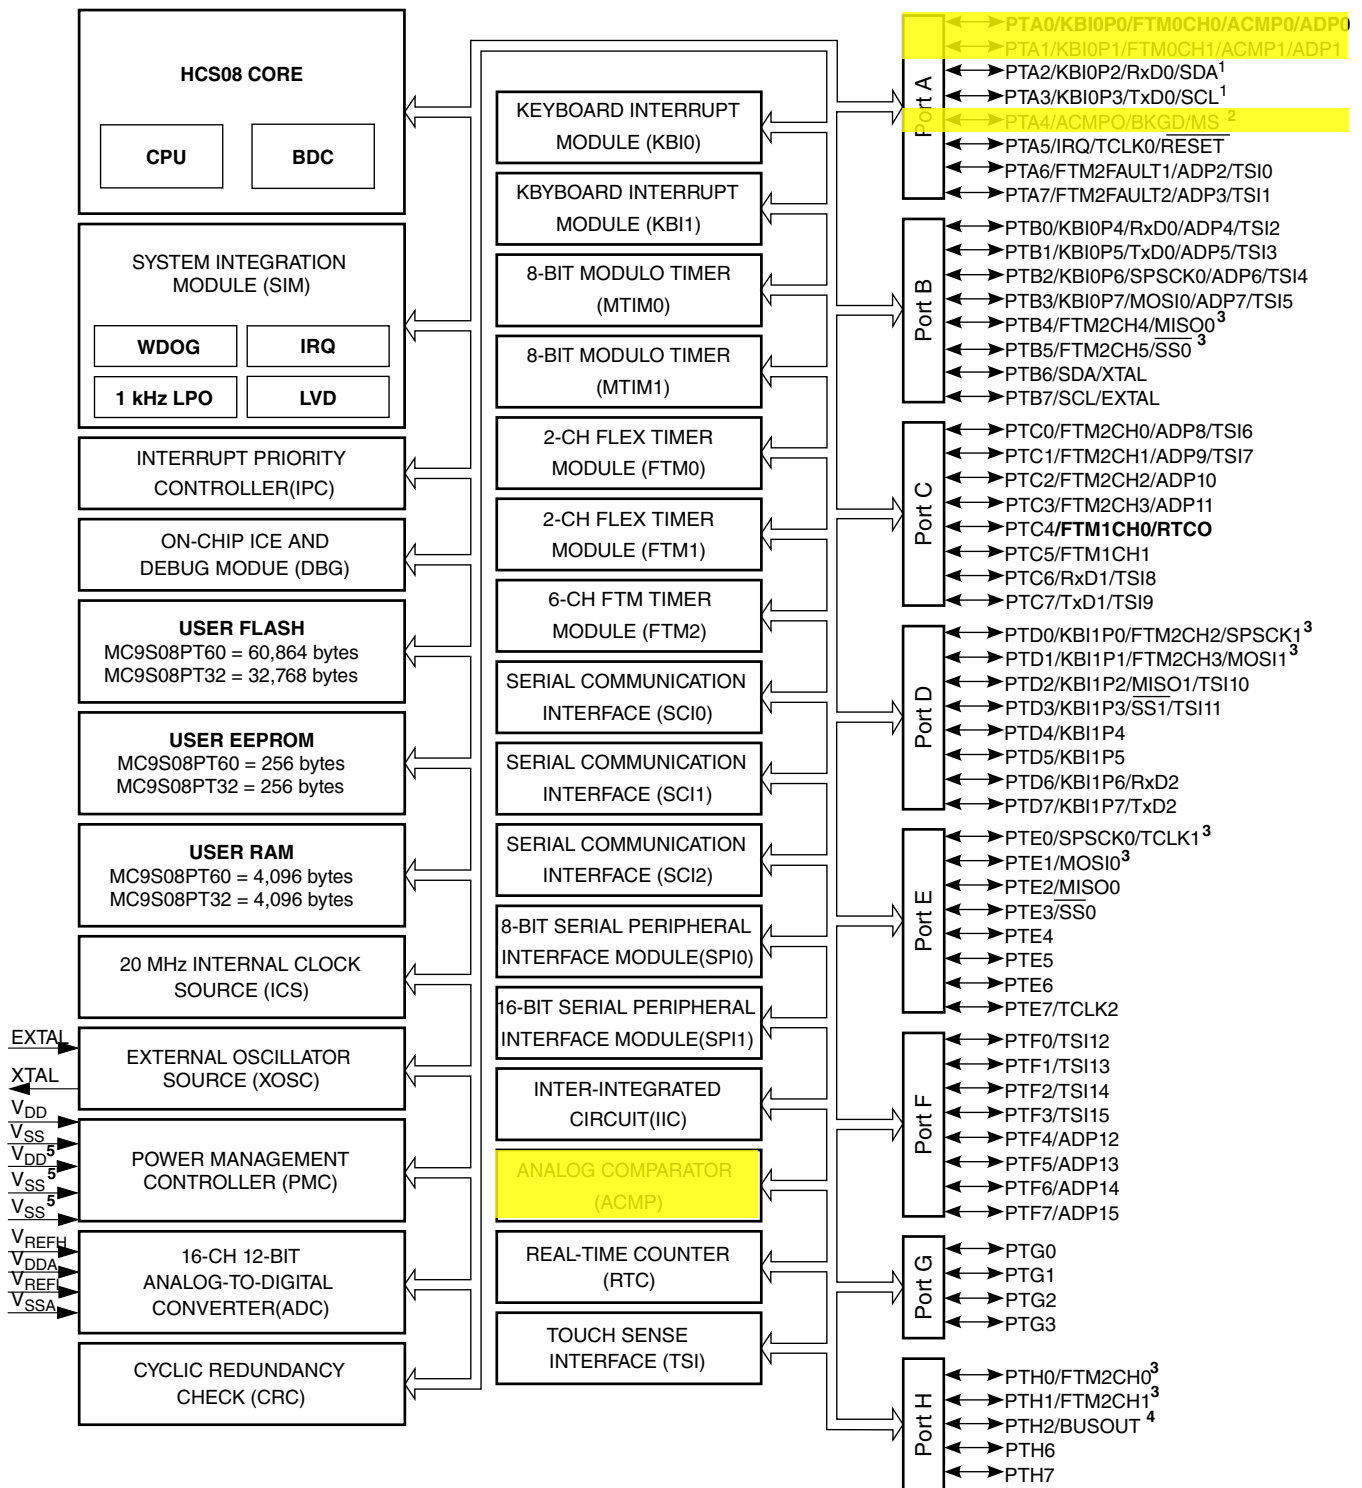 HCS08 CORE
CPU
BDC
SYSTEM INTEGRATION
MODULE (SIM)
WDOG
IRQ
1 kHz LPO
LVD
INTERRUPT PRIORITY
CONTROLLER(IPC)
ON-CHIP ICE AND
DEBUG MODUE (DBG)
USER FLASH
MC9S08PT60 = 60,864 bytes
MC9S08PT32 = 32,768 bytes
USER EEPROM
MC9S08PT60 = 256 bytes
MC9S08PT32 = 256 bytes
USER RAM
MC9S08PT60 = 4,096 bytes
MC9S08PT32 = 4,096 bytes
20 MHz INTERNAL CLOCK
SOURCE (ICS)
EXTAL
XTAL
EXTERNAL OSCILLATOR
SOURCE (XOSC)
VDD
VSS
VDD5
VSS5
VSS5
POWER MANAGEMENT
CONTROLLER (PMC)
VREFH
VDDA
VREFL
VSSA
16-CH 12-BIT
ANALOG-TO-DIGITAL
CONVERTER(ADC)
CYCLIC REDUNDANCY
CHECK (CRC)
KEYBOARD INTERRUPT
MODULE (KBI0)
KBYBOARD INTERRUPT
MODULE (KBI1)
8-BIT MODULO TIMER
(MTIM0)
8-BIT MODULO TIMER
(MTIM1)
2-CH FLEX TIMER
MODULE (FTM0)
2-CH FLEX TIMER
MODULE (FTM1)
6-CH FTM TIMER
MODULE (FTM2)
SERIAL COMMUNICATION
INTERFACE (SCI0)
SERIAL COMMUNICATION
INTERFACE (SCI1)
SERIAL COMMUNICATION
INTERFACE (SCI2)
8-BIT SERIAL PERIPHERAL
INTERFACE MODULE(SPI0)
16-BIT SERIAL PERIPHERAL
INTERFACE MODULE(SPI1)
INTER-INTEGRATED
CIRCUIT(IIC)
ANALOG COMPARATOR
(ACMP)
REAL-TIME COUNTER
(RTC)
TOUCH SENSE
INTERFACE (TSI)
Port A
PTA0/KBI0P0/FTM0CH0/ACMP0/ADP0
PTA1/KBI0P1/FTM0CH1/ACMP1/ADP1
PTA2/KBI0P2/RxD0/SDA1
PTA3/KBI0P3/TxD0/SCL1
PTA4/ACMPO/BKGD/MS 2
PTA5/IRQ/TCLK0/RESET
PTA6/FTM2FAULT1/ADP2/TSI0
PTA7/FTM2FAULT2/ADP3/TSI1
Port B
PTB0/KBI0P4/RxD0/ADP4/TSI2
PTB1/KBI0P5/TxD0/ADP5/TSI3
PTB2/KBI0P6/SPSCK0/ADP6/TSI4
PTB3/KBI0P7/MOSI0/ADP7/TSI5
PTB4/FTM2CH4/MISO03
PTB5/FTM2CH5/SS0 3
PTB6/SDA/XTAL
PTB7/SCL/EXTAL
Port C
PTC0/FTM2CH0/ADP8/TSI6
PTC1/FTM2CH1/ADP9/TSI7
PTC2/FTM2CH2/ADP10
PTC3/FTM2CH3/ADP11
PTC4/FTM1CH0/RTCO
PTC5/FTM1CH1
PTC6/RxD1/TSI8
PTC7/TxD1/TSI9
Port D
PTD0/KBI1P0/FTM2CH2/SPSCK13
PTD1/KBI1P1/FTM2CH3/MOSI13
PTD2/KBI1P2/MISO1/TSI10
PTD3/KBI1P3/SS1/TSI11
PTD4/KBI1P4
PTD5/KBI1P5
PTD6/KBI1P6/RxD2
PTD7/KBI1P7/TxD2
Port E
PTE0/SPSCK0/TCLK13
PTE1/MOSI03
PTE2/MISO0
PTE3/SS0
PTE4
PTE5
PTE6
PTE7/TCLK2
Port F
PTF0/TSI12
PTF1/TSI13
PTF2/TSI14
PTF3/TSI15
PTF4/ADP12
PTF5/ADP13
PTF6/ADP14
PTF7/ADP15
Port G
PTG0
PTG1
PTG2
PTG3
Port H
PTH0/FTM2CH03
PTH1/FTM2CH13
PTH2/BUSOUT 4
PTH6
PTH7